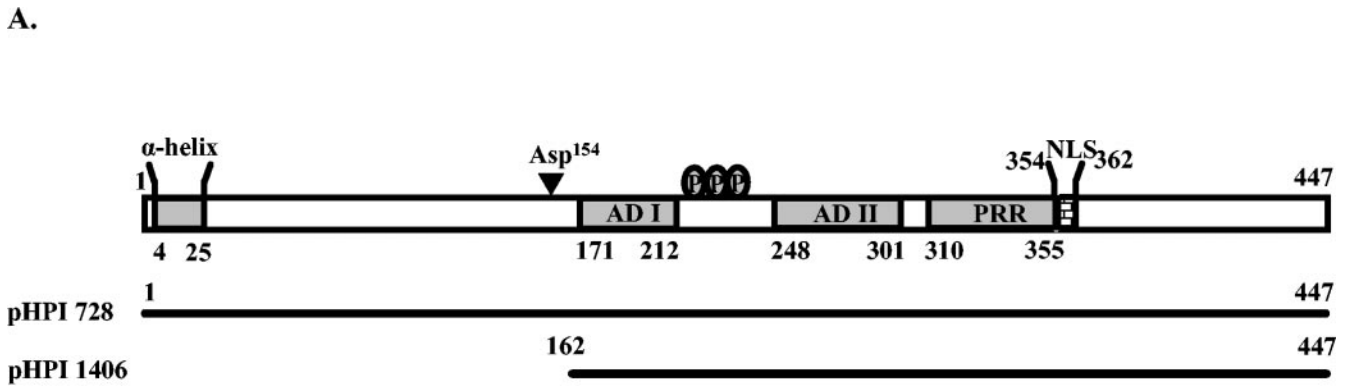 A.
α-helix
Asp154
P P P
354 NLS 362
1
447
AD I AD II PRR
4 25 171 212 248 301 310 355
1 447
pHPI 728
162 447
pHPI 1406